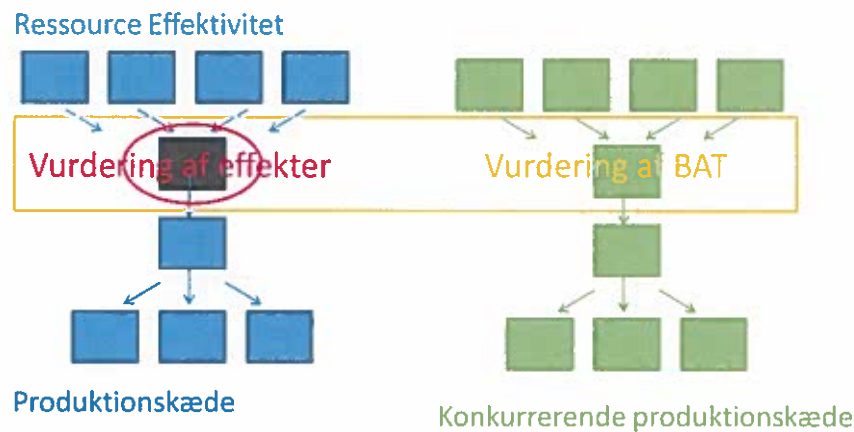 Ressource Effektivitet
Vurdering af effekter
Vurdering af BAT
Produktionskæde
Konkurrerende produktionskæde